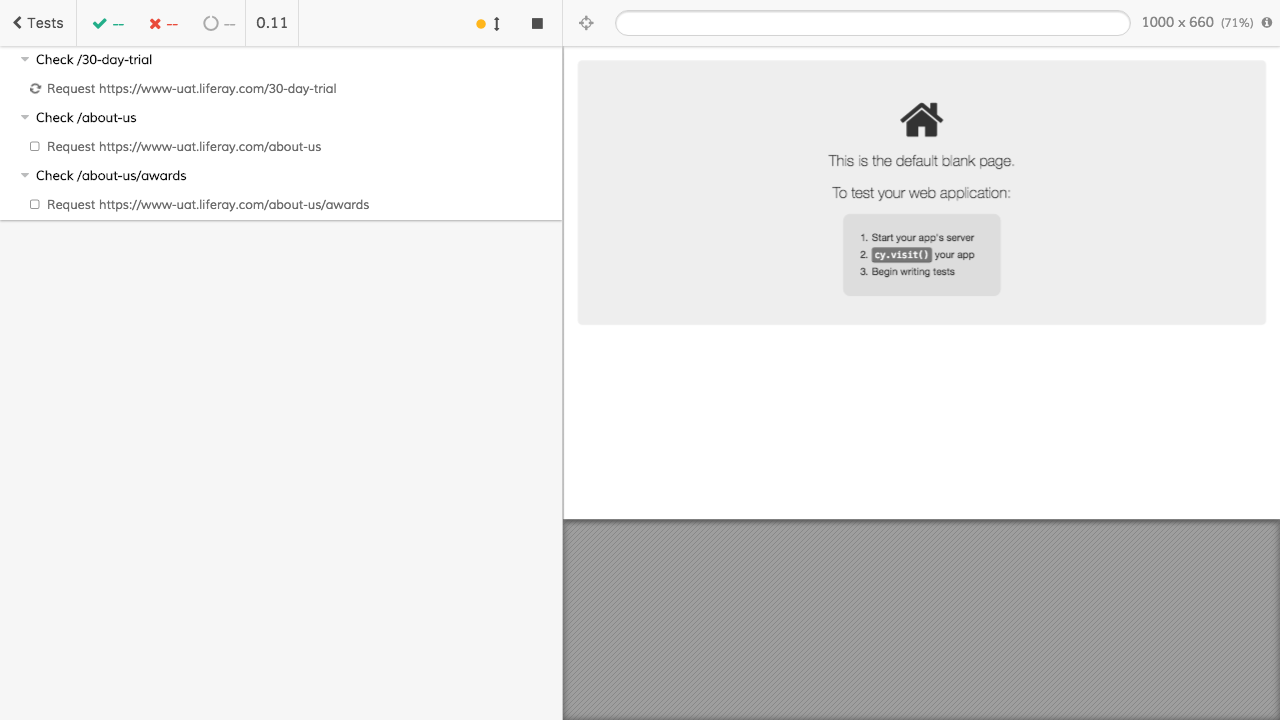 Tests
--
--
--
0.11
1000 x 660 (71%)
Check /30-day-trial
Request https://www-uat.liferay.com/30-day-trial
Check /about-us
Request https://www-uat.liferay.com/about-us
Check /about-us/awards
Request https://www-uat.liferay.com/about-us/awards
This is the default blank page.
To test your web application:
1. Start your app's server
2. cy.visit() your app
3. Begin writing tests